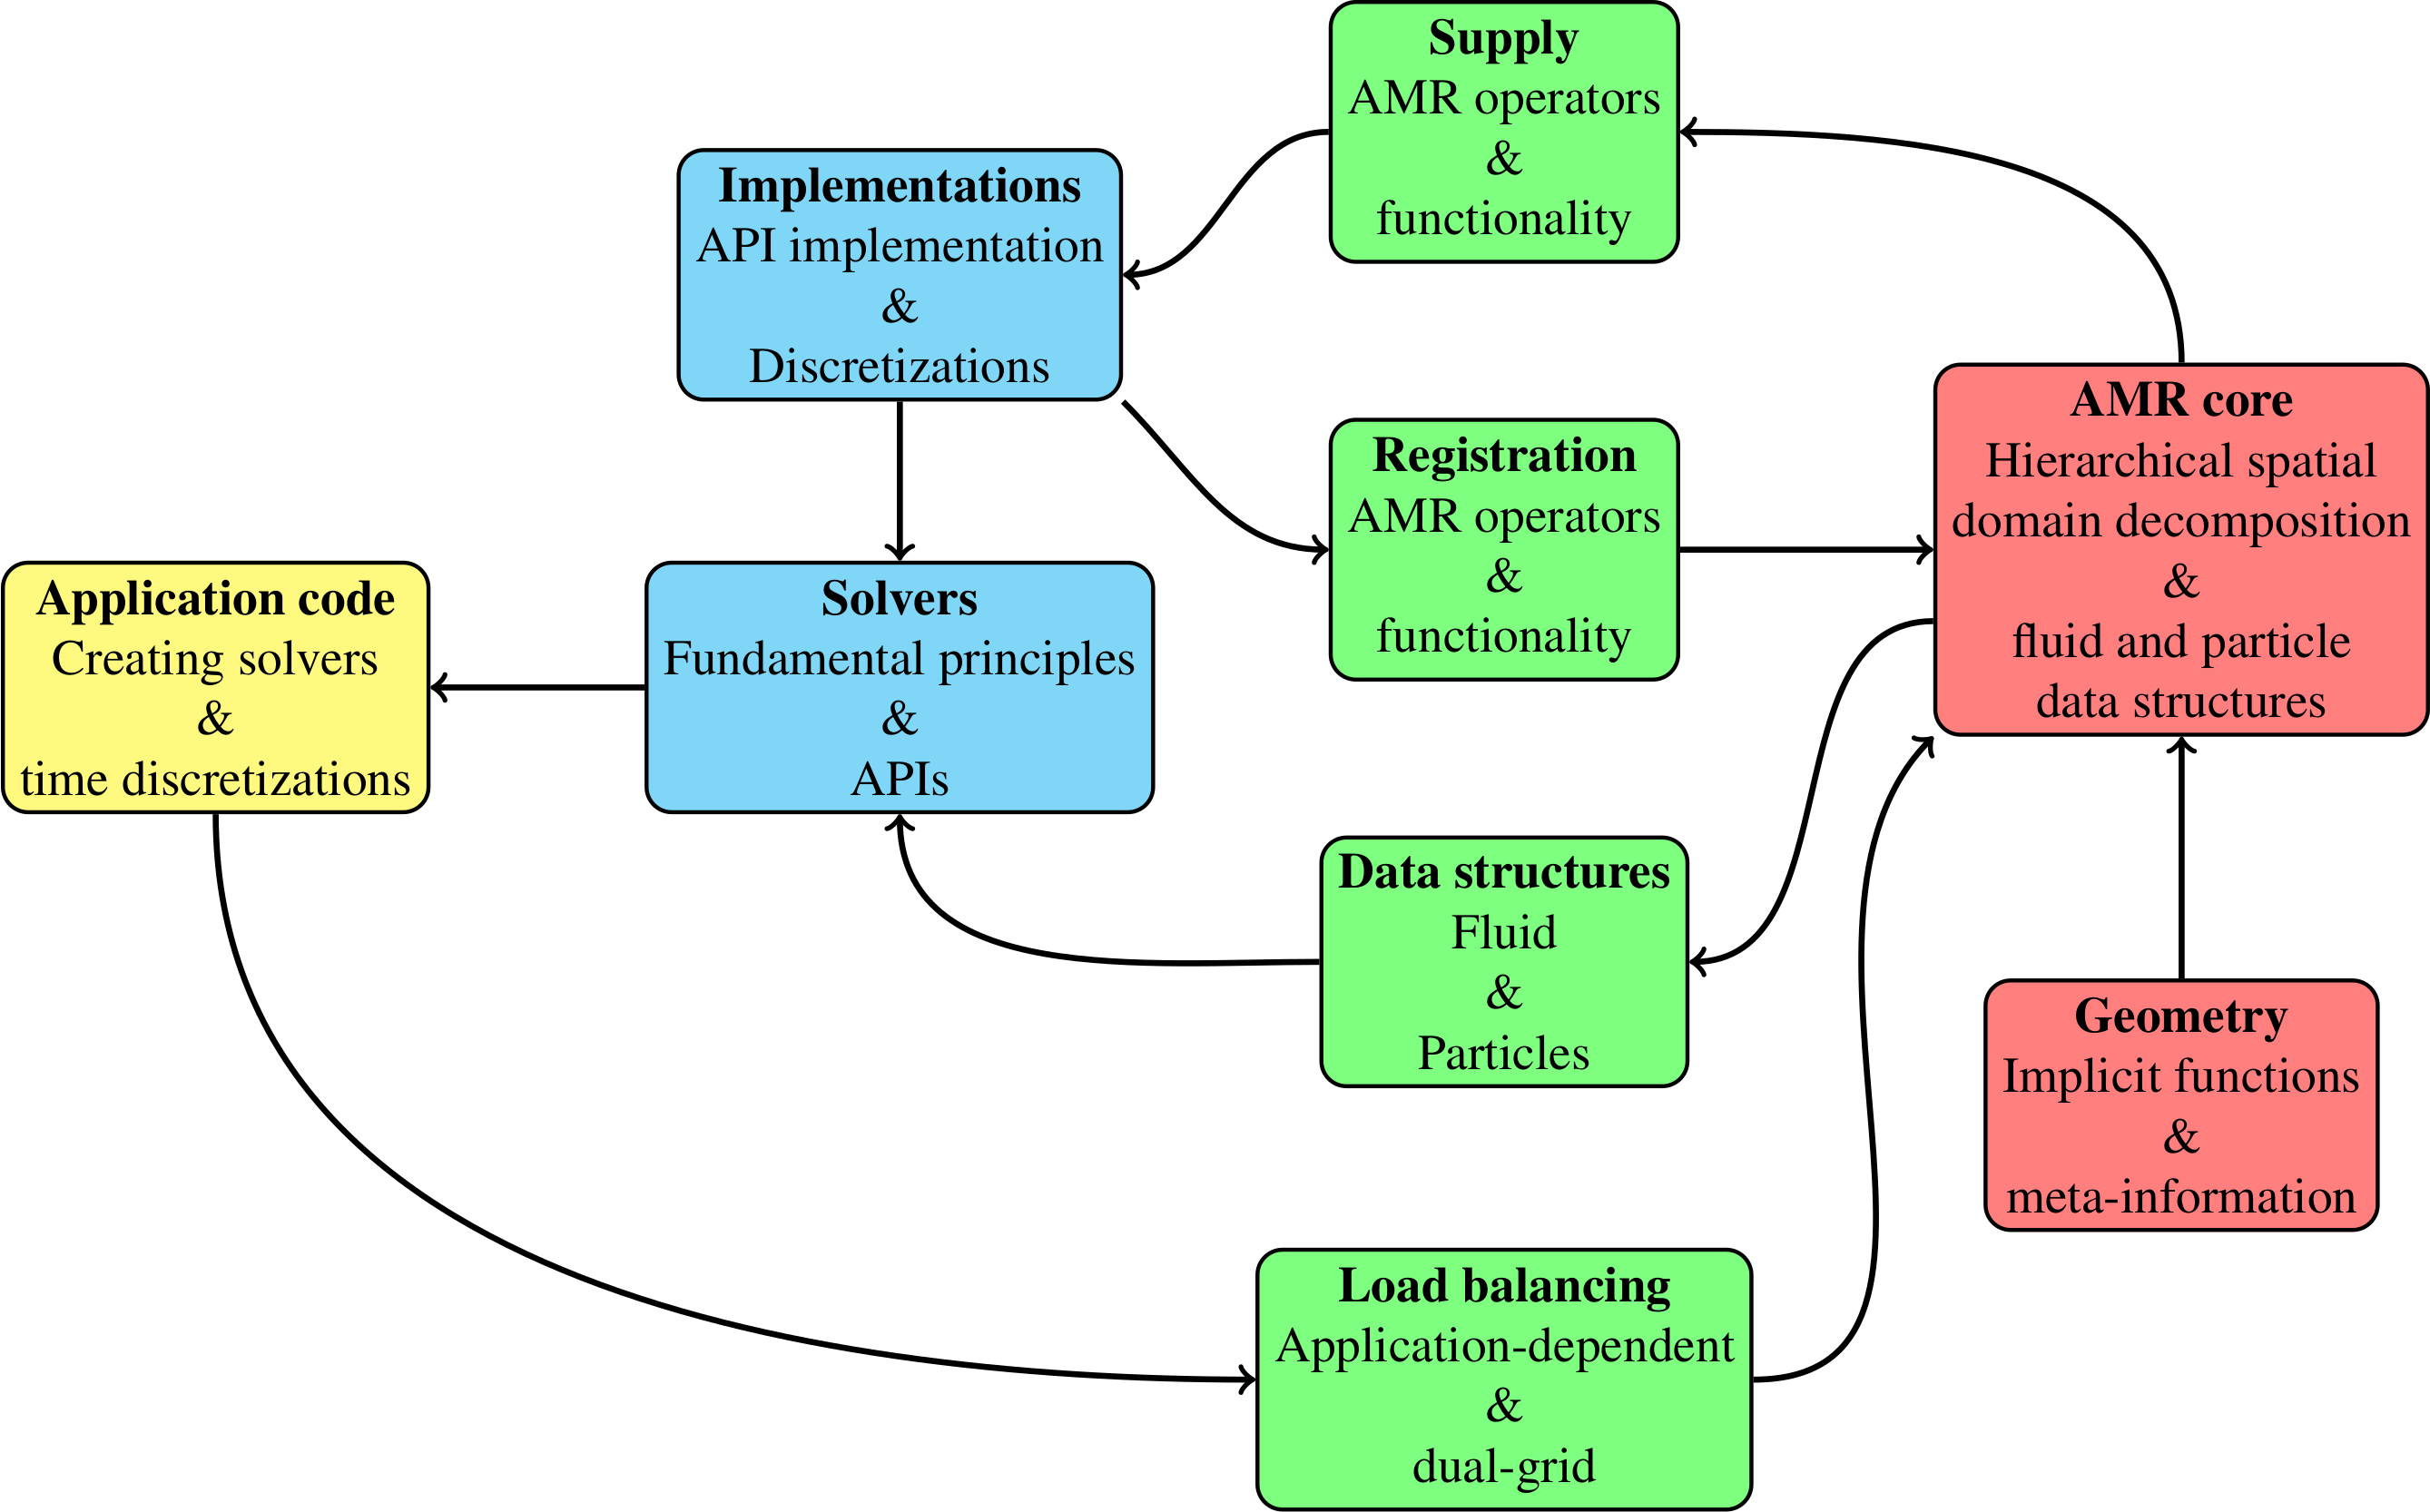 Supply
AMR operators
&
functionality
Implementations
API implementation
&
Discretizations
AMR core
Hierarchical spatial
domain decomposition
&
fluid and particle
data structures
Registration
AMR operators
&
functionality
Application code
Creating solvers
&
time discretizations
Solvers
Fundamental principles
&
APIs
Data structures
Fluid
&
Particles
Geometry
Implicit functions
&
meta-information
Load balancing
Application-dependent
&
dual-grid